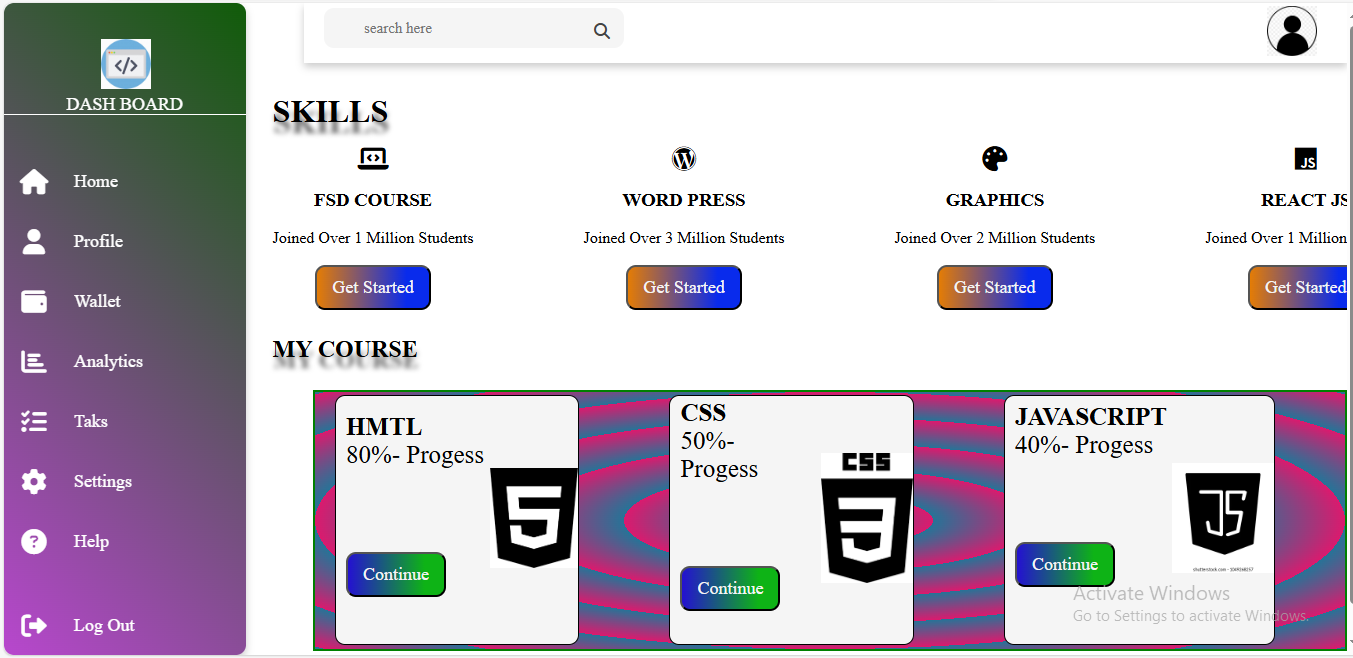 search here
</>
DASH BOARD
Home
Profile
Wallet
Analytics
Taks
Settings
? Help
Log Out
SKILLS
JS
FSD COURSE WORD PRESS GRAPHICS REACT JS
Joined Over 1 Million Students Joined Over 3 Million Students Joined Over 2 Million Students Joined Over 1 Million
Get Started Get Started Get Started Get Started
MY COURSE
HMTL
80%- Progess
5
Continue
CSS
50%-
Progess
CSS
3
Continue
JAVASCRIPT
40%- Progess
JS
Continue
Activate Windows
Go to Settings to activate Windows.